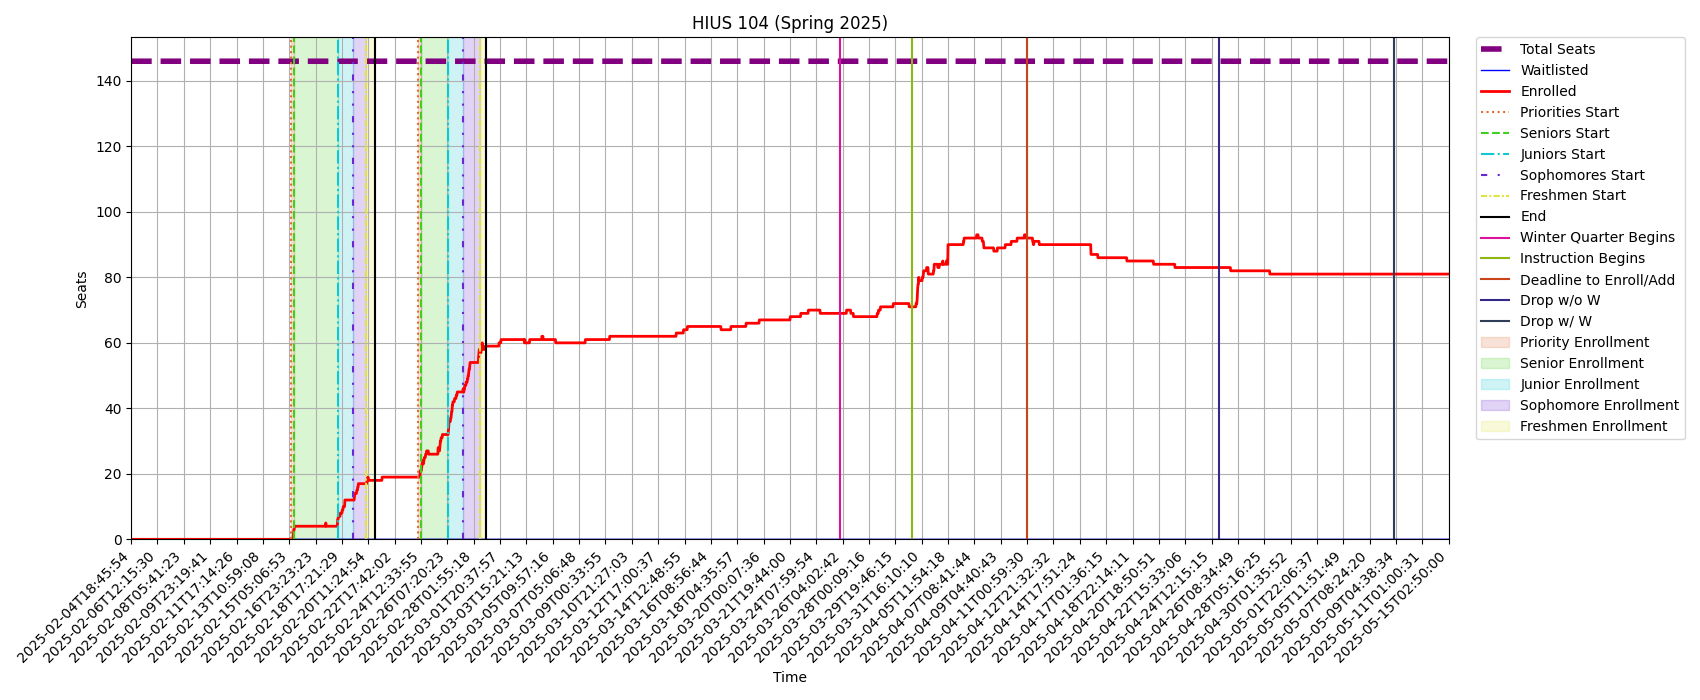 HIUS 104 (Spring 2025)
Seats
140
120
100
80
60
40
20
0
2025-02-04T18:45:54
2025-02-06T12:15:30
2025-02-08T05:41:23
2025-02-09T23:19:41
2025-02-11T17:14:26
2025-02-13T10:59:08
2025-02-15T05:06:53
2025-02-16T23:23:23
2025-02-18T17:21:29
2025-02-20T11:24:54
2025-02-22T17:42:02
2025-02-24T12:33:55
2025-02-26T07:20:23
2025-02-28T01:55:18
2025-03-01T20:37:57
2025-03-03T15:21:13
2025-03-05T09:57:16
2025-03-07T05:06:48
2025-03-09T00:33:55
2025-03-10T21:27:03
2025-03-12T17:00:37
2025-03-14T12:48:55
2025-03-16T08:56:44
2025-03-18T04:35:57
2025-03-20T00:07:36
2025-03-21T19:44:00
2025-03-24T07:59:54
2025-03-26T04:02:42
2025-03-28T00:09:16
2025-03-29T19:46:15
2025-03-31T16:10:10
2025-04-05T11:54:18
2025-04-07T08:41:44
2025-04-09T04:40:43
2025-04-11T00:59:30
2025-04-12T21:32:32
2025-04-14T17:51:24
2025-04-17T01:36:15
2025-04-18T22:14:11
2025-04-20T18:50:51
2025-04-22T15:33:06
2025-04-24T12:15:15
2025-04-26T08:34:49
2025-04-28T05:16:25
2025-04-30T01:35:52
2025-05-01T22:06:37
2025-05-05T11:51:49
2025-05-07T08:24:20
2025-05-09T04:38:34
2025-05-11T01:00:31
2025-05-15T02:50:00
Time
Total Seats
Waitlisted
Enrolled
Priorities Start
Seniors Start
Juniors Start
Sophomores Start
Freshmen Start
End
Winter Quarter Begins
Instruction Begins
Deadline to Enroll/Add
Drop w/o W
Drop w/ W
Priority Enrollment
Senior Enrollment
Junior Enrollment
Sophomore Enrollment
Freshmen Enrollment